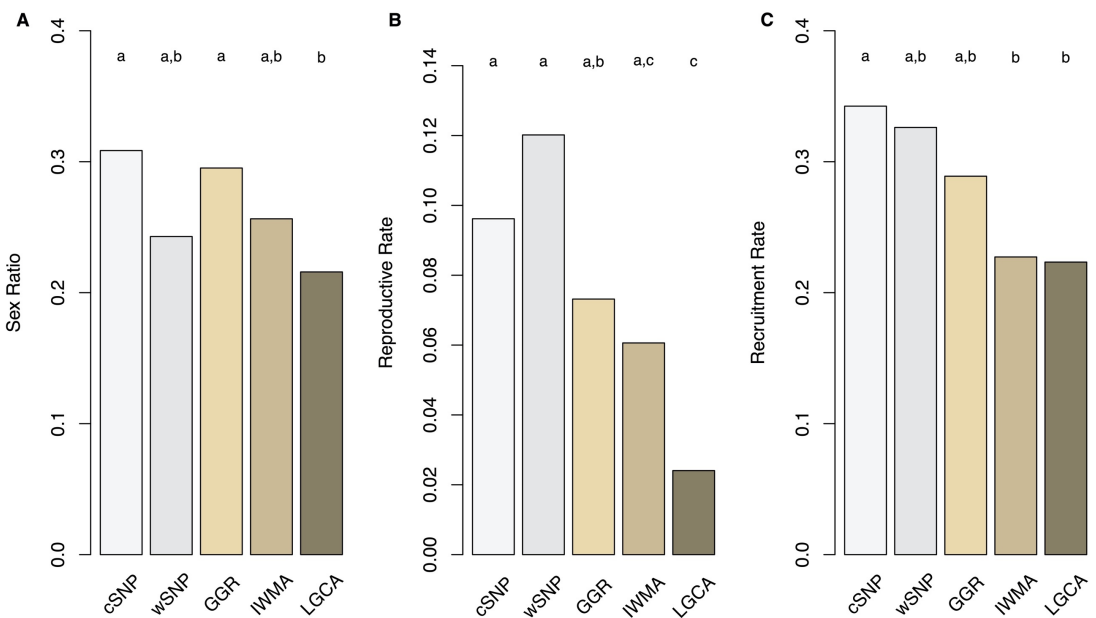 A
Sex Ratio
0.4
0.3
0.2
0.1
0.0
a a,b a a,b b
cSNP wSNP GGR IWMA LGCA
B
Reproductive Rate
0.14
0.12
0.10
0.08
0.06
0.04
0.02
0.00
a a a,b a,c c
cSNP wSNP GGR IWMA LGCA
C
Recruitment Rate
0.4
0.3
0.2
0.1
0.0
a a,b a,b b b
cSNP wSNP GGR IWMA LGCA